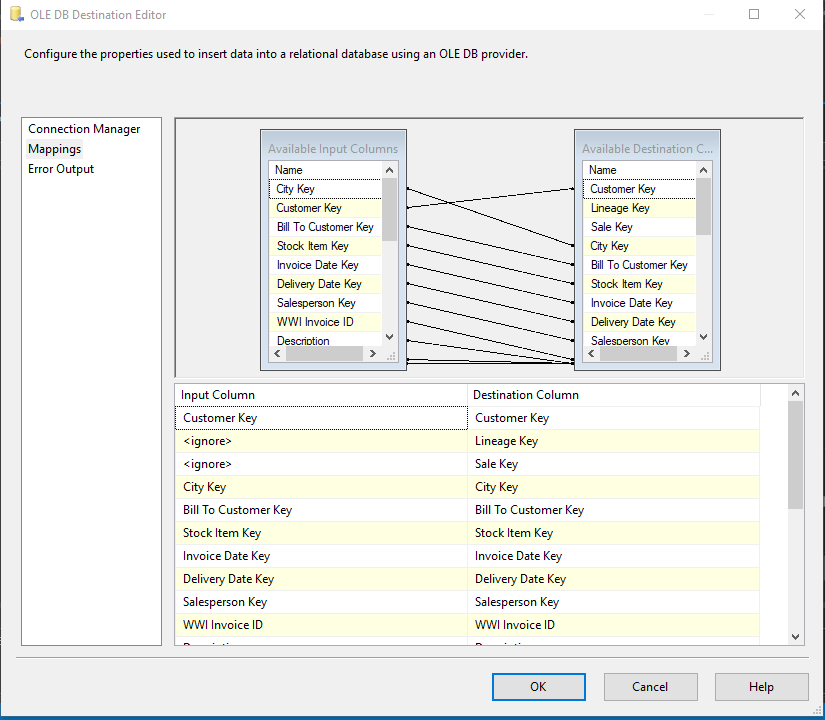 OLE DB Destination Editor
Configure the properties used to insert data into a relational database using an OLE DB provider.
Connection Manager
Mappings
Error Output
Available Input Columns
Name
City Key
Customer Key
Bill To Customer Key
Stock Item Key
Invoice Date Key
Delivery Date Key
Salesperson Key
WWI Invoice ID
Description
Available Destination C...
Name
Customer Key
Lineage Key
Sale Key
City Key
Bill To Customer Key
Stock Item Key
Invoice Date Key
Delivery Date Key
Salesperson Key
Input Column Destination Column
Customer Key Customer Key
<ignore> Lineage Key
<ignore> Sale Key
City Key City Key
Bill To Customer Key Bill To Customer Key
Stock Item Key Stock Item Key
Invoice Date Key Invoice Date Key
Delivery Date Key Delivery Date Key
Salesperson Key Salesperson Key
WWI Invoice ID WWI Invoice ID
OK Cancel Help